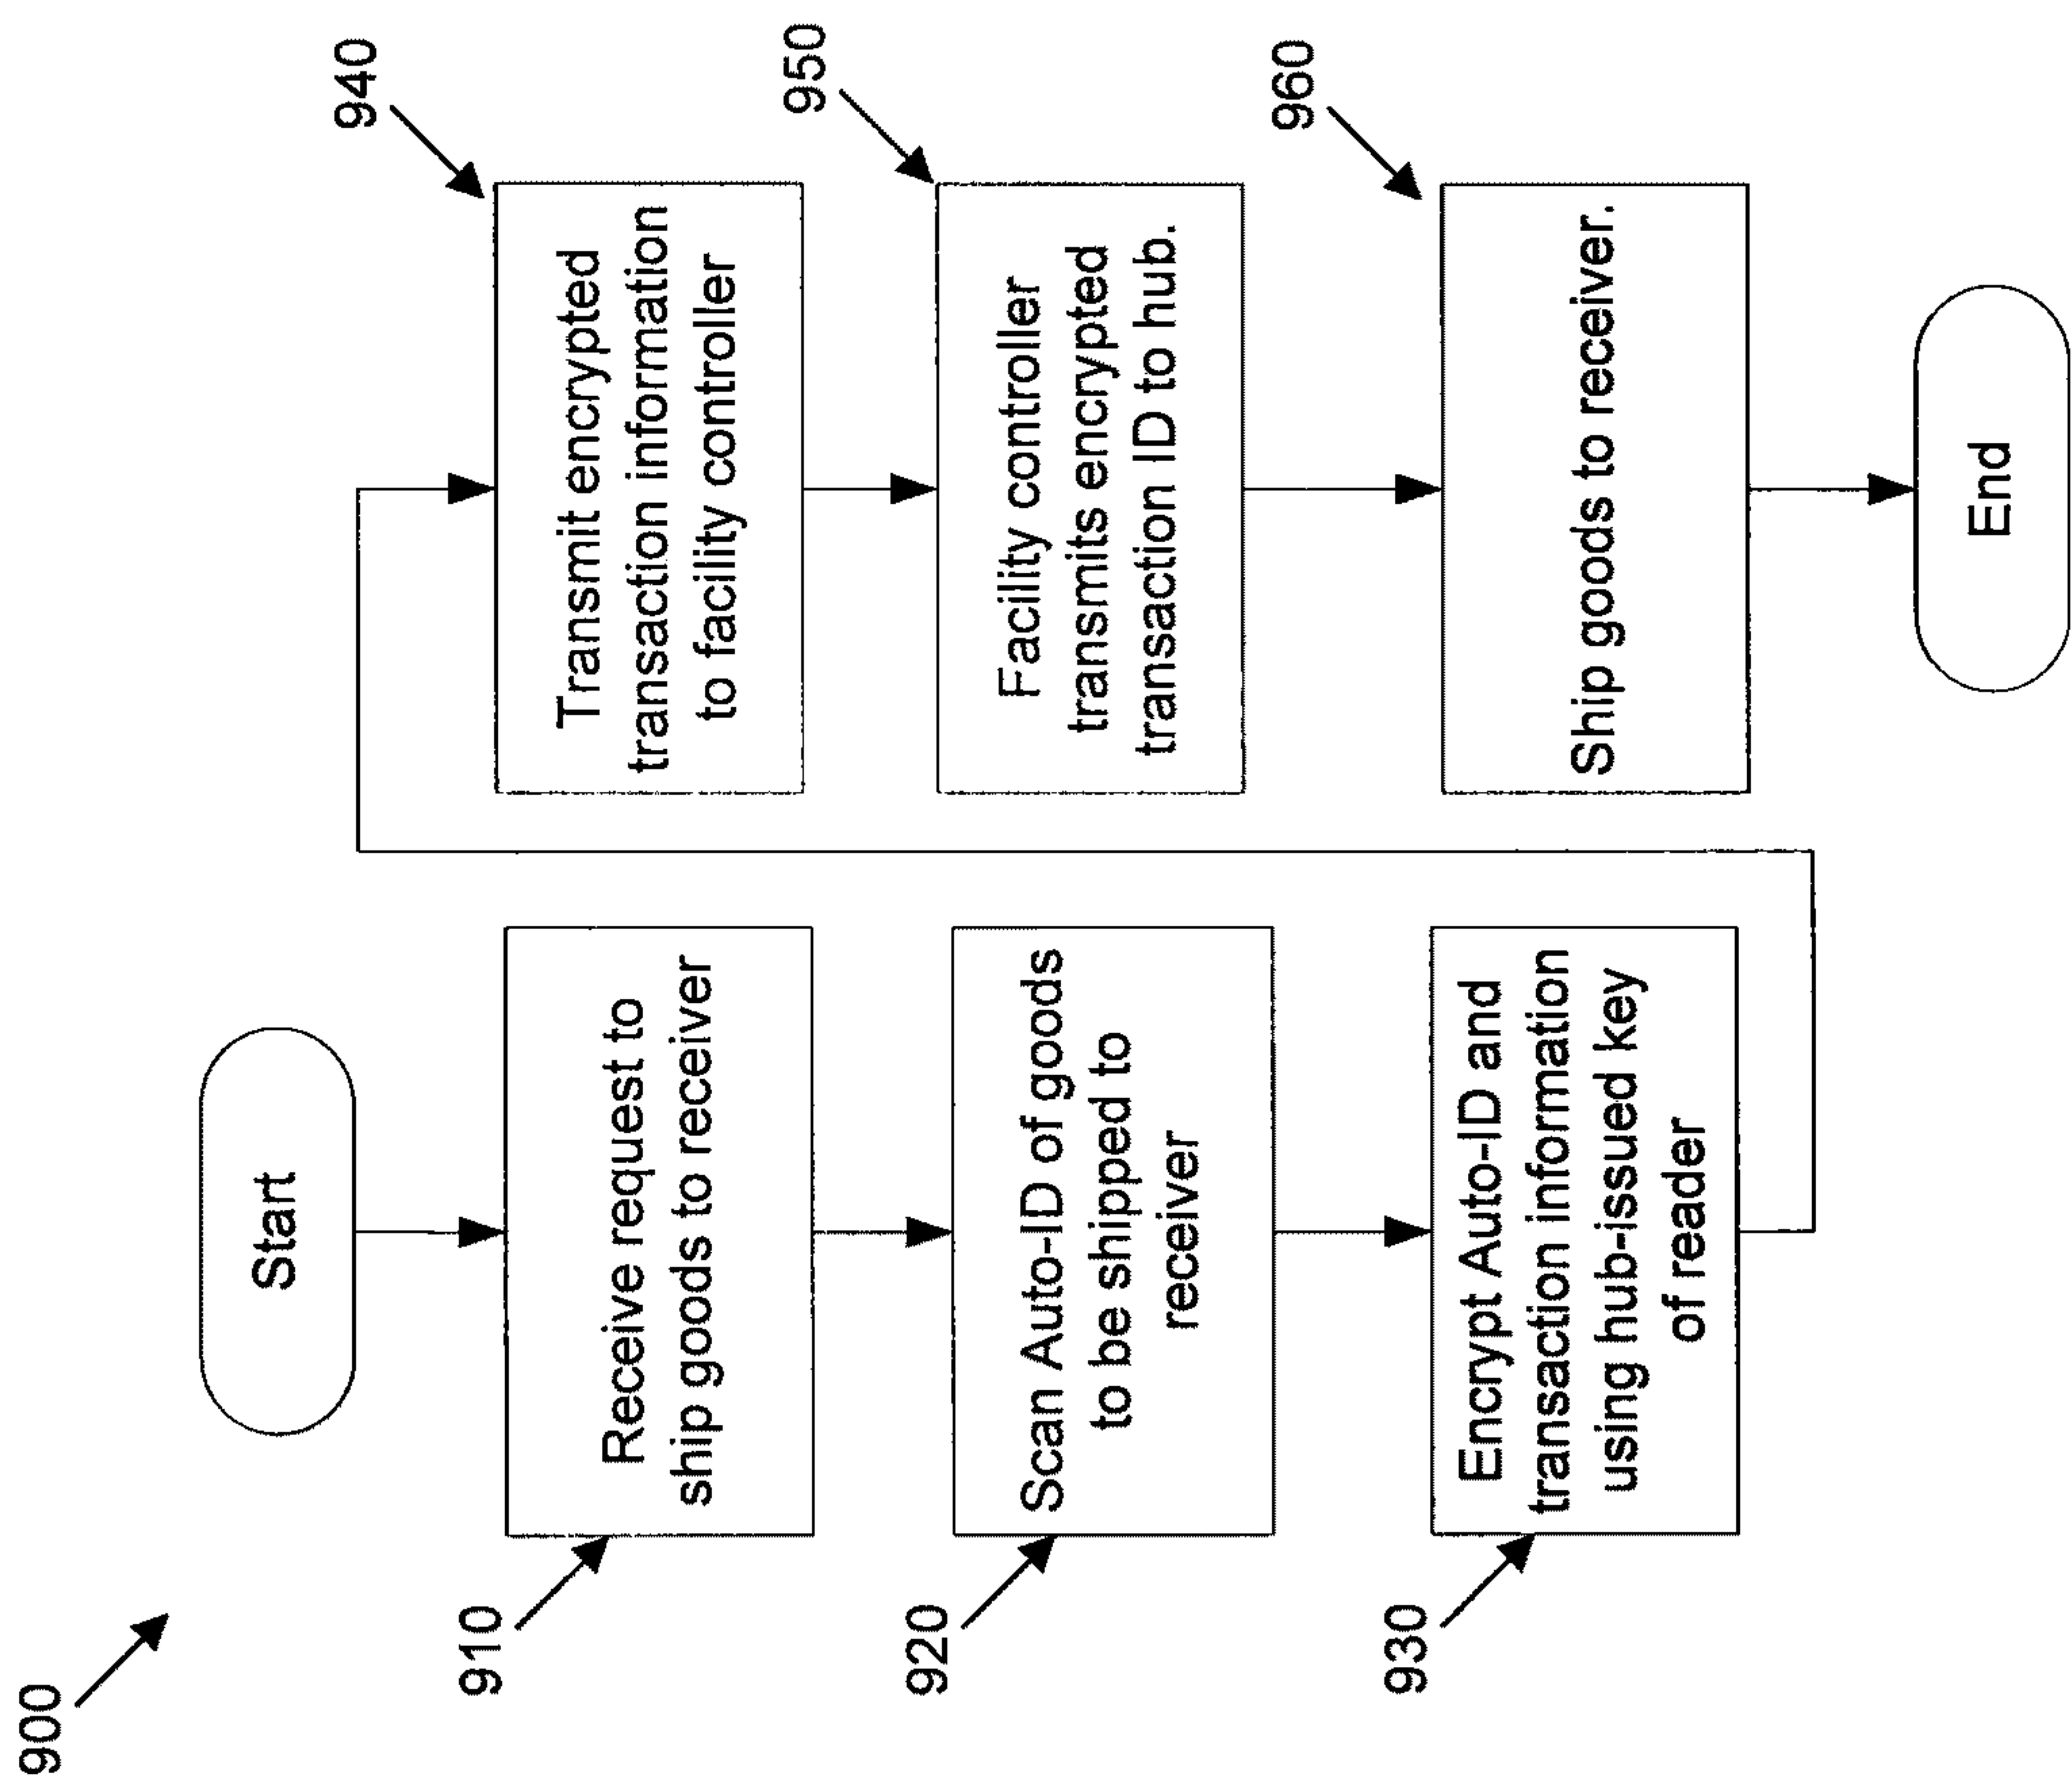 900
Start
910
Receive request to
ship goods to receiver
920
Scan Auto-ID of goods
to be shipped to
receiver
930
Encrypt Auto-ID and
transaction information
using hub-issued key
of reader
940
Transmit encrypted
transaction information
to facility controller
950
Facility controller
transmits encrypted
transaction ID to hub.
960
Ship goods to receiver.
End